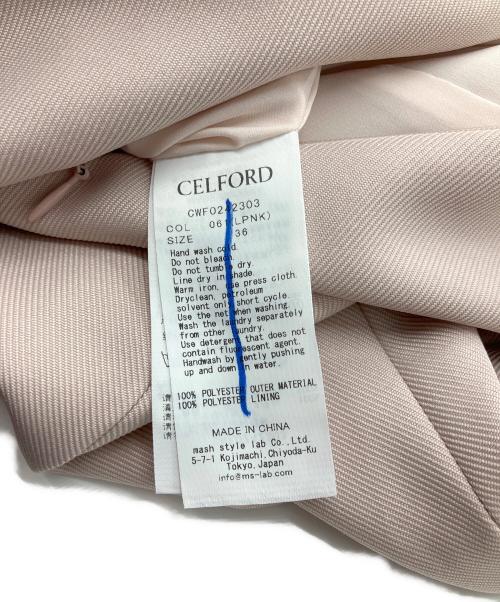 CELFORD
CWF0242303
COL 061(LPNK)
SIZE 36
Hand wash cold.
Do not bleach.
Do not tumble dry.
Line dry in shade.
Warm iron, use press cloth.
Dryclean, petroleum
solvent only short cycle.
Use the net when washing.
Wash the laundry separately
from other laundry.
Use detergent that does not
contain fluorescent agent.
Handwash by gently pushing
up and down in water.
100% POLYESTER OUTER MATERIAL
100% POLYESTER LINING
MADE IN CHINA
mash style lab Co.,Ltd.
5-7-1 Kojimachi,Chiyoda-Ku
Tokyo,Japan
info@ms-lab.com